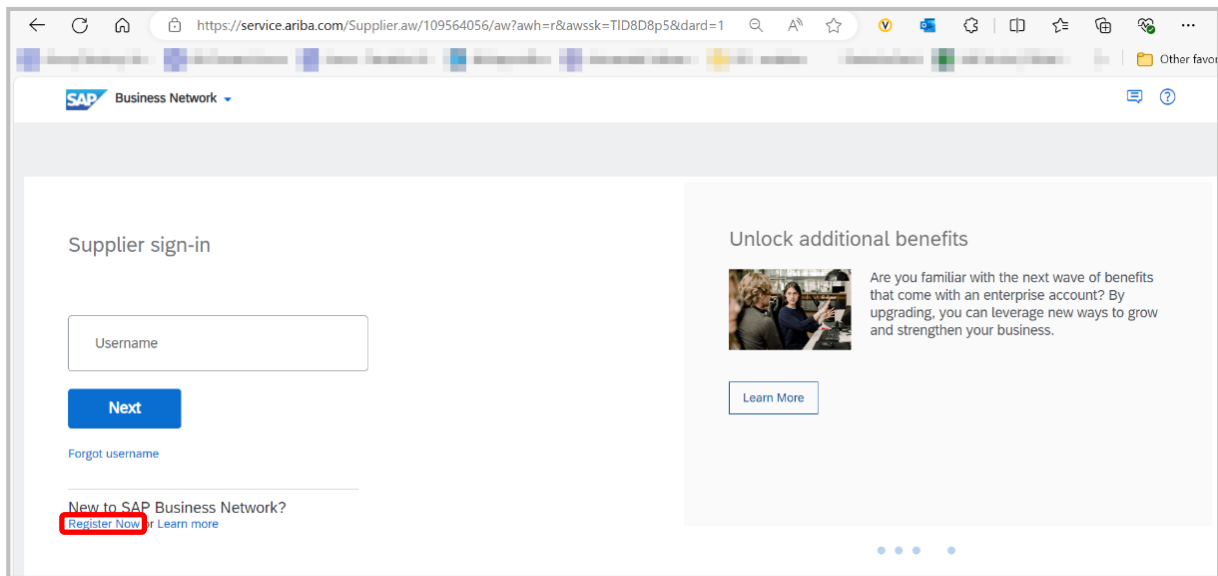 https://service.ariba.com/Supplier.aw/109564056/aw?awh=r&awssk=TlD8D8p5&dard=1
Other favor
SAP Business Network
Supplier sign-in
Username
Next
Forgot username
New to SAP Business Network?
Register Now or Learn more
Unlock additional benefits
Are you familiar with the next wave of benefits
that come with an enterprise account? By
upgrading, you can leverage new ways to grow
and strengthen your business.
Learn More